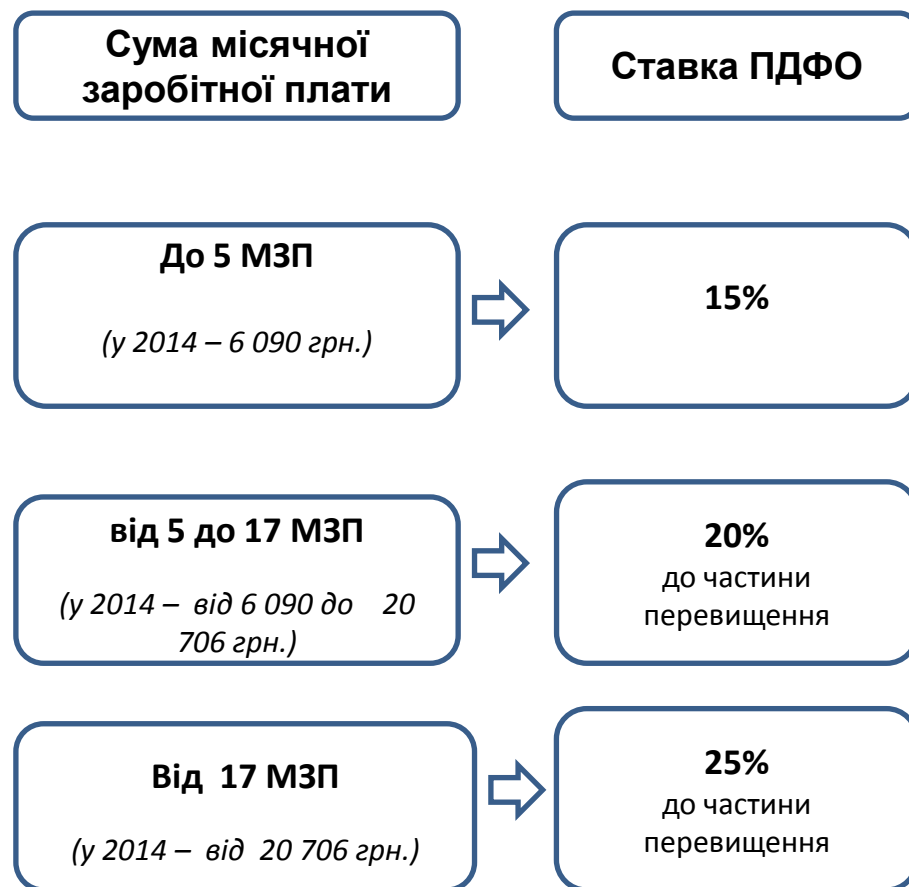 Сума місячної
заробітної плати
Ставка ПДФО
До 5 МЗП
(у 2014 – 6 090 грн.)
15%
від 5 до 17 МЗП
(у 2014 – від 6 090 до 20
706 грн.)
20%
до частини
перевищення
Від 17 МЗП
(у 2014 – від 20 706 грн.)
25%
до частини
перевищення